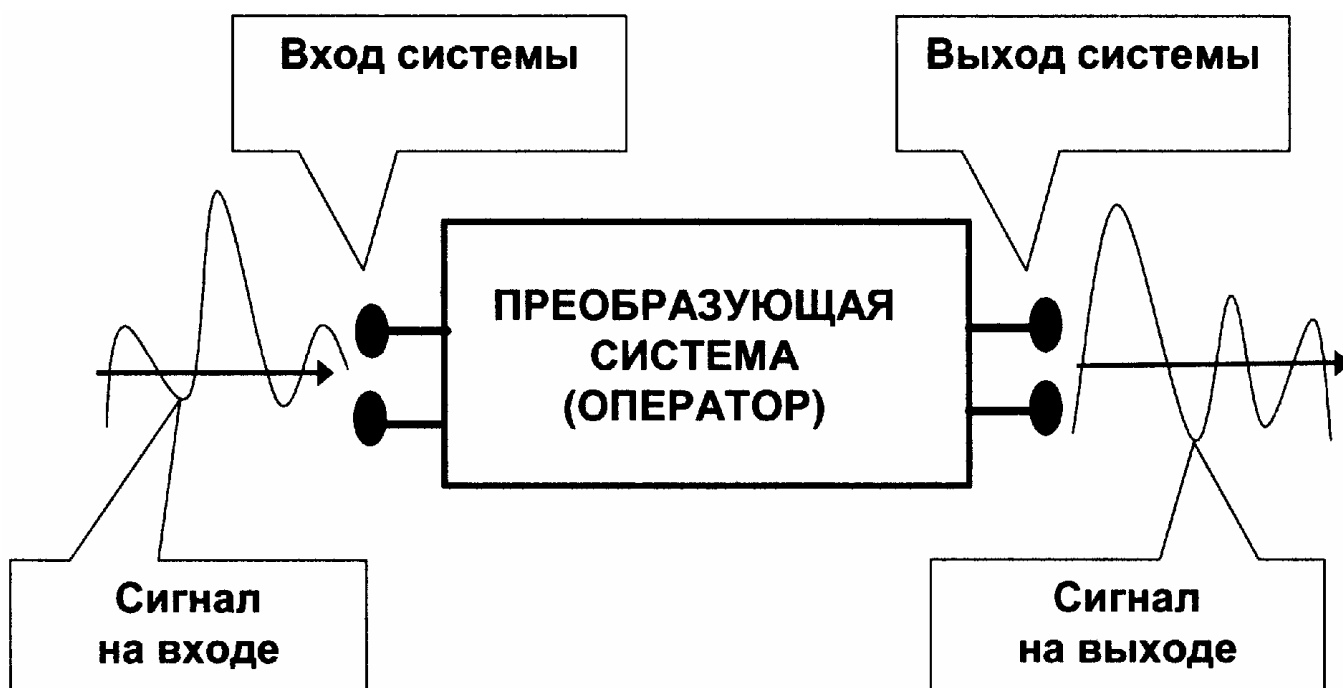 Вход системы
Выход системы
ПРЕОБРАЗУЮЩАЯ
СИСТЕМА
(ОПЕРАТОР)
Сигнал
на входе
Сигнал
на выходе